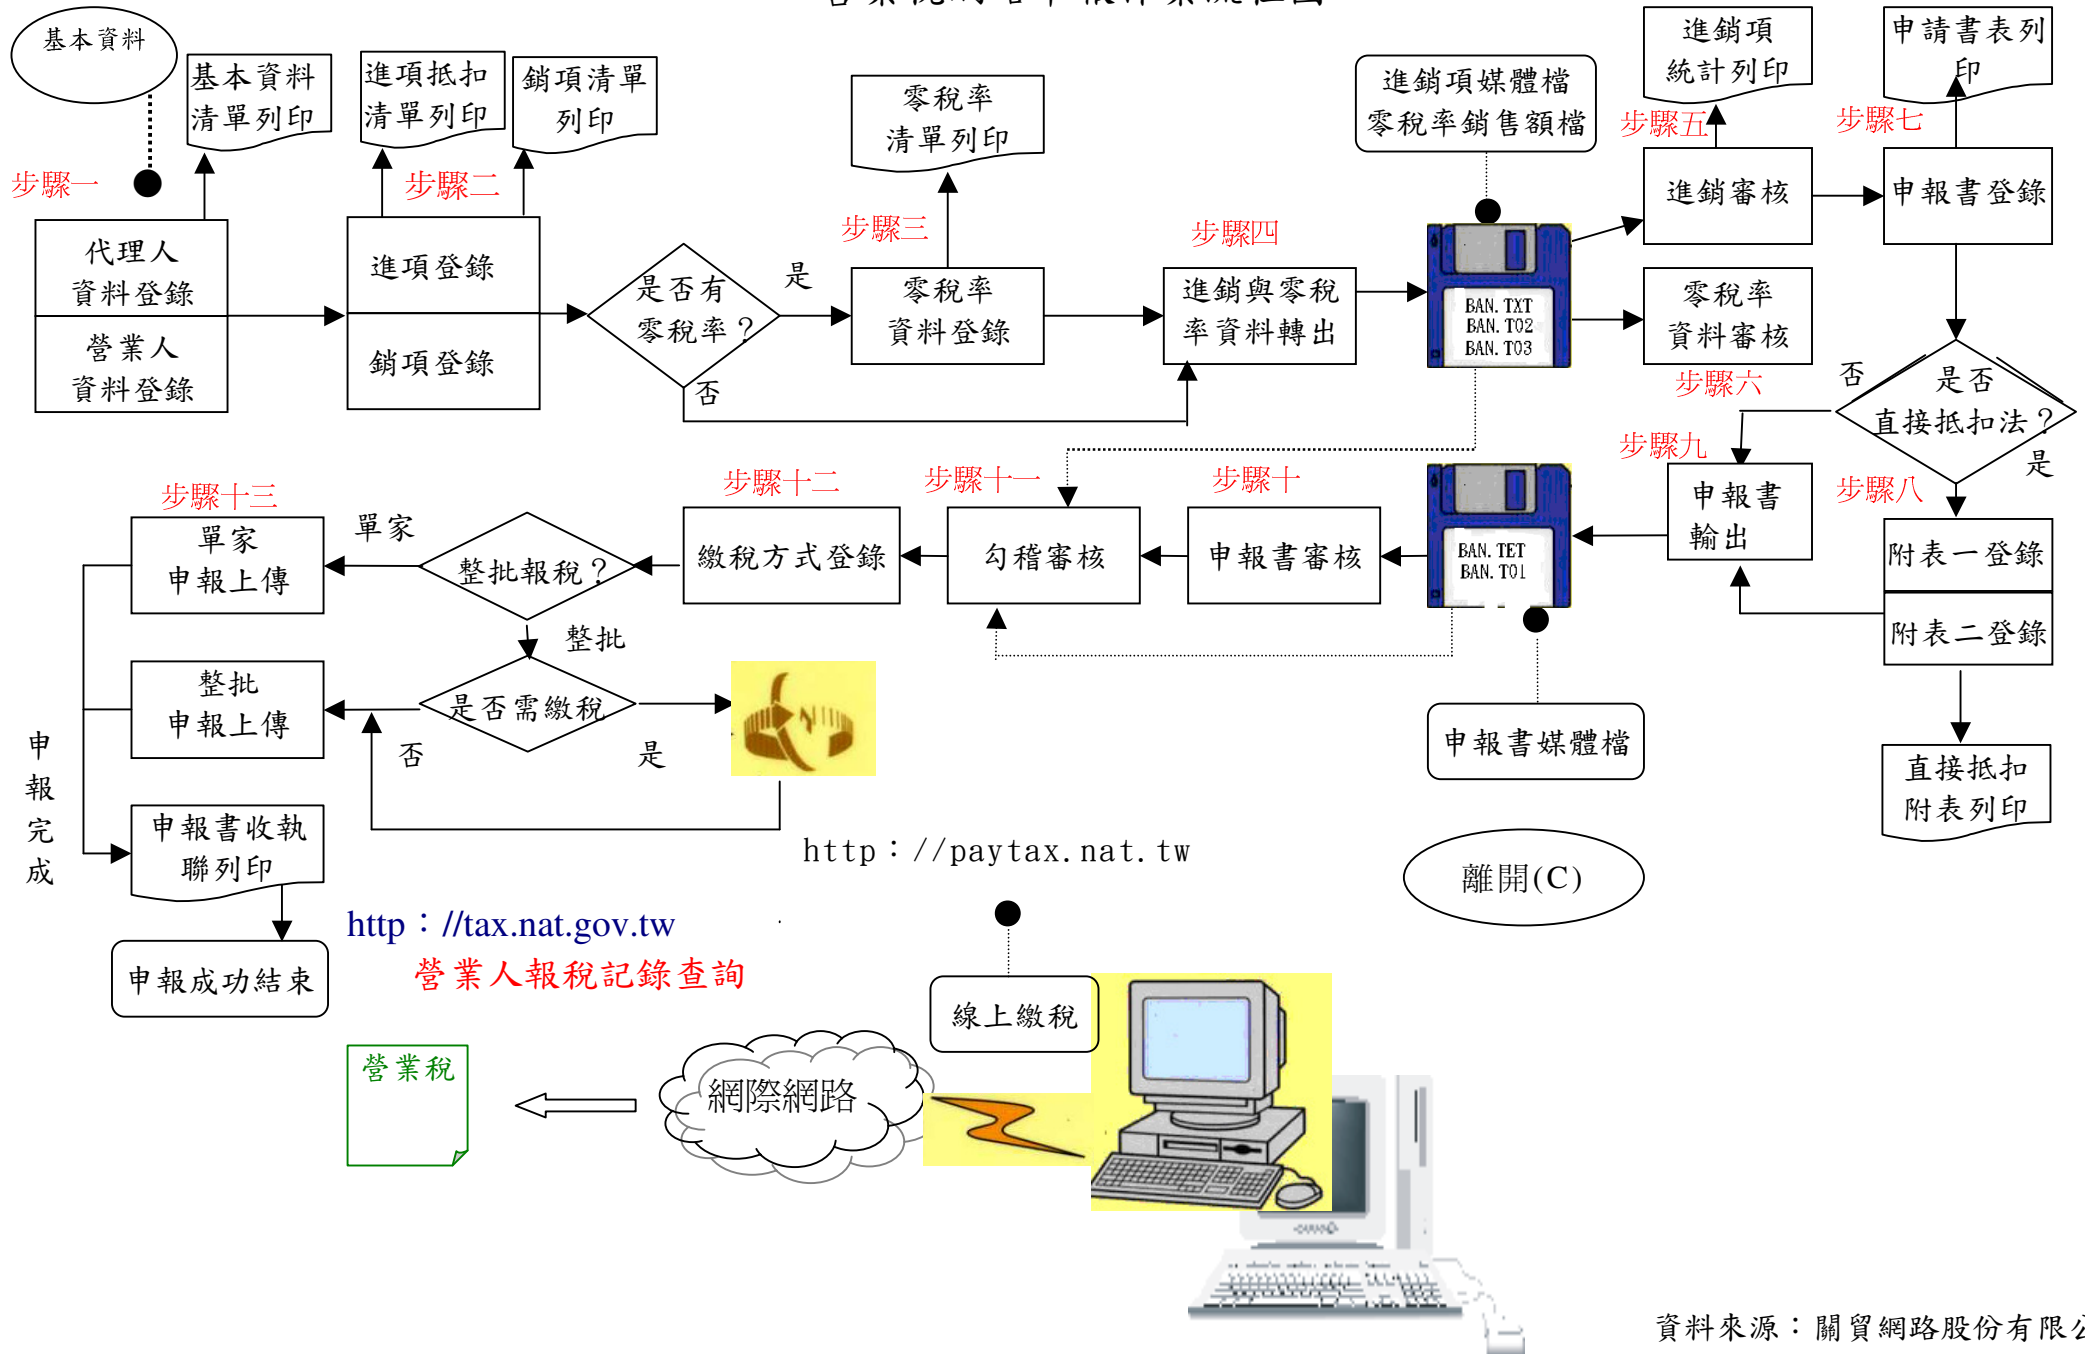 營業稅網路申報作業流程圖
基本資料
基本資料
清單列印
進項抵扣
清單列印
銷項清單
列印
零稅率
清單列印
進銷項媒體檔
零稅率銷售額檔
進銷項
統計列印
申請書表列
印
步驟一
步驟二
步驟三
步驟四
步驟五
步驟七
代理人
資料登錄
營業人
資料登錄
進項登錄
銷項登錄
是否有
零稅率？
是
否
零稅率
資料登錄
進銷與零稅
率資料轉出
BAN. TXT
BAN. T02
BAN. T03
進銷審核
申報書登錄
零稅率
資料審核
步驟六
否
是否
直接抵扣法？
是
步驟九
步驟八
申報書
輸出
附表一登錄
附表二登錄
直接抵扣
附表列印
BAN. TET
BAN. T01
申報書媒體檔
步驟十
申報書審核
步驟十一
勾稽審核
步驟十二
繳稅方式登錄
整批報稅？
單家
整批
步驟十三
單家
申報上傳
是否需繳稅
否
是
整批
申報上傳
申報完成
申報書收執
聯列印
申報成功結束
http：//paytax.nat.tw
離開(C)
http：//tax.nat.gov.tw
營業人報稅記錄查詢
線上繳稅
營業稅
網際網路
資料來源：關貿網路股份有限